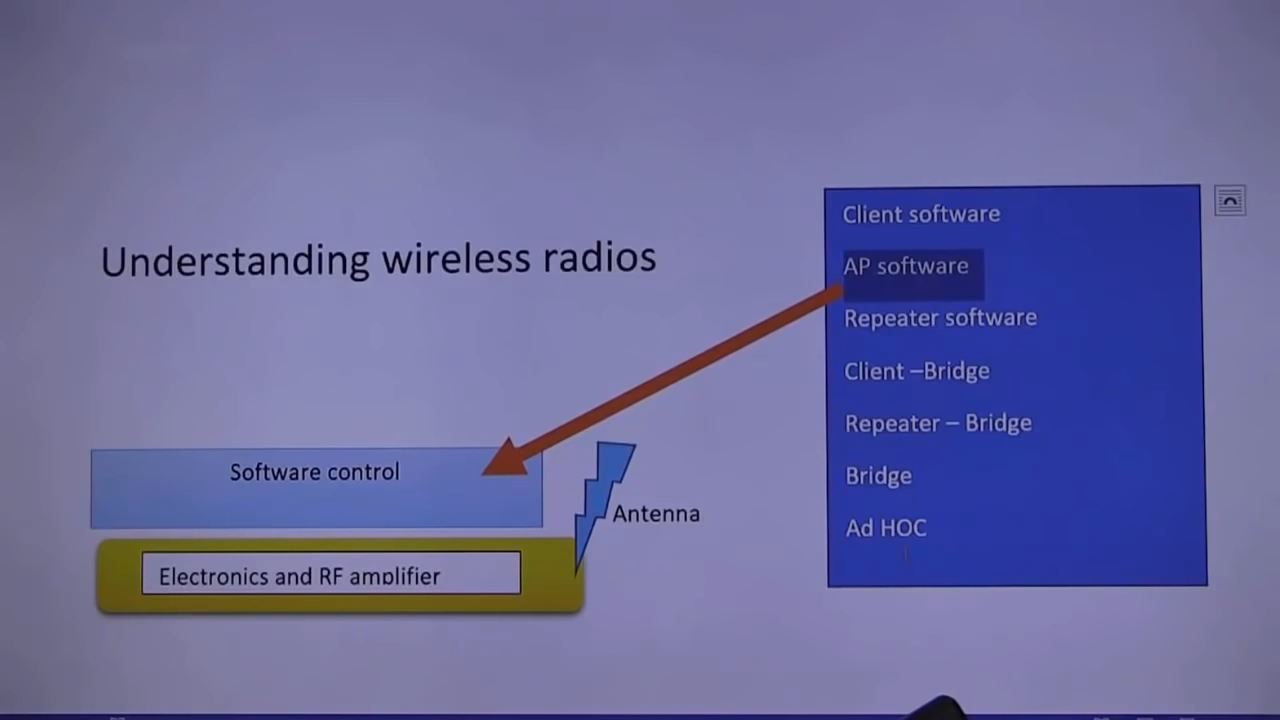 Understanding wireless radios
Software control
Antenna
Electronics and RF amplifier
Client software
AP software
Repeater software
Client –Bridge
Repeater – Bridge
Bridge
Ad HOC